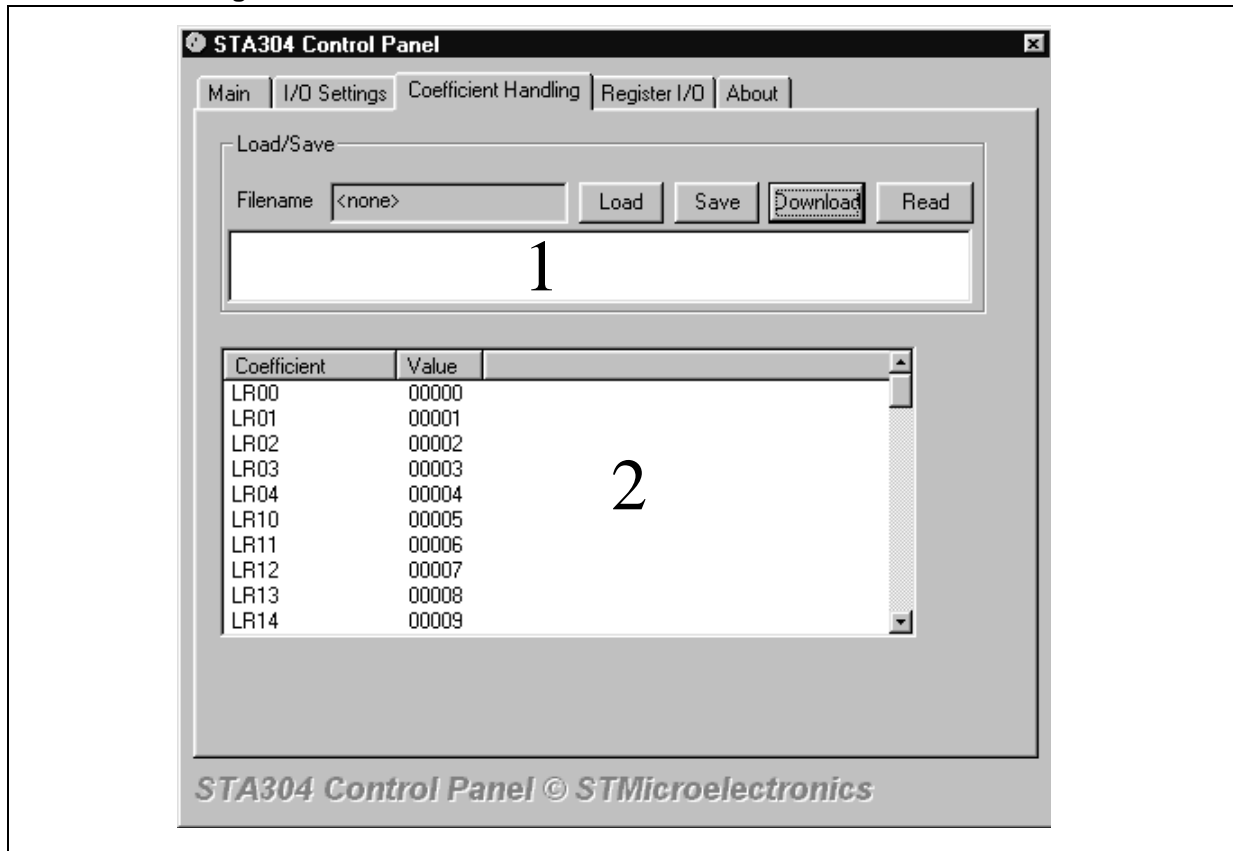 STA304 Control Panel
Main I/O Settings Coefficient Handling Register I/O About
Load/Save
Filename <none> Load Save Download Read
1
Coefficient Value
LR00 00000
LR01 00001
LR02 00002
LR03 00003
LR04 00004
LR10 00005
LR11 00006
LR12 00007
LR13 00008
LR14 00009
2
STA304 Control Panel © STMicroelectronics